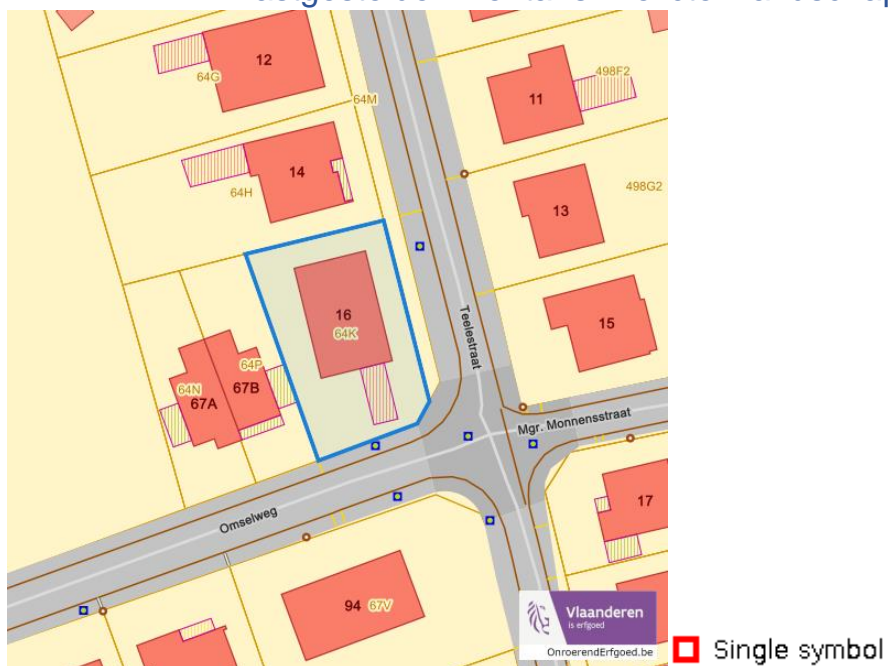 12
64G
64M
11
498F2
14
64H
13
498G2
16
64K
Teelestraat
15
64P
64N
67B
67A
Mgr. Monnensstraat
Omselweg
17
94 67V
Vlaanderen
is erfgoed
OnroerendErfgoed.be
Single symbol